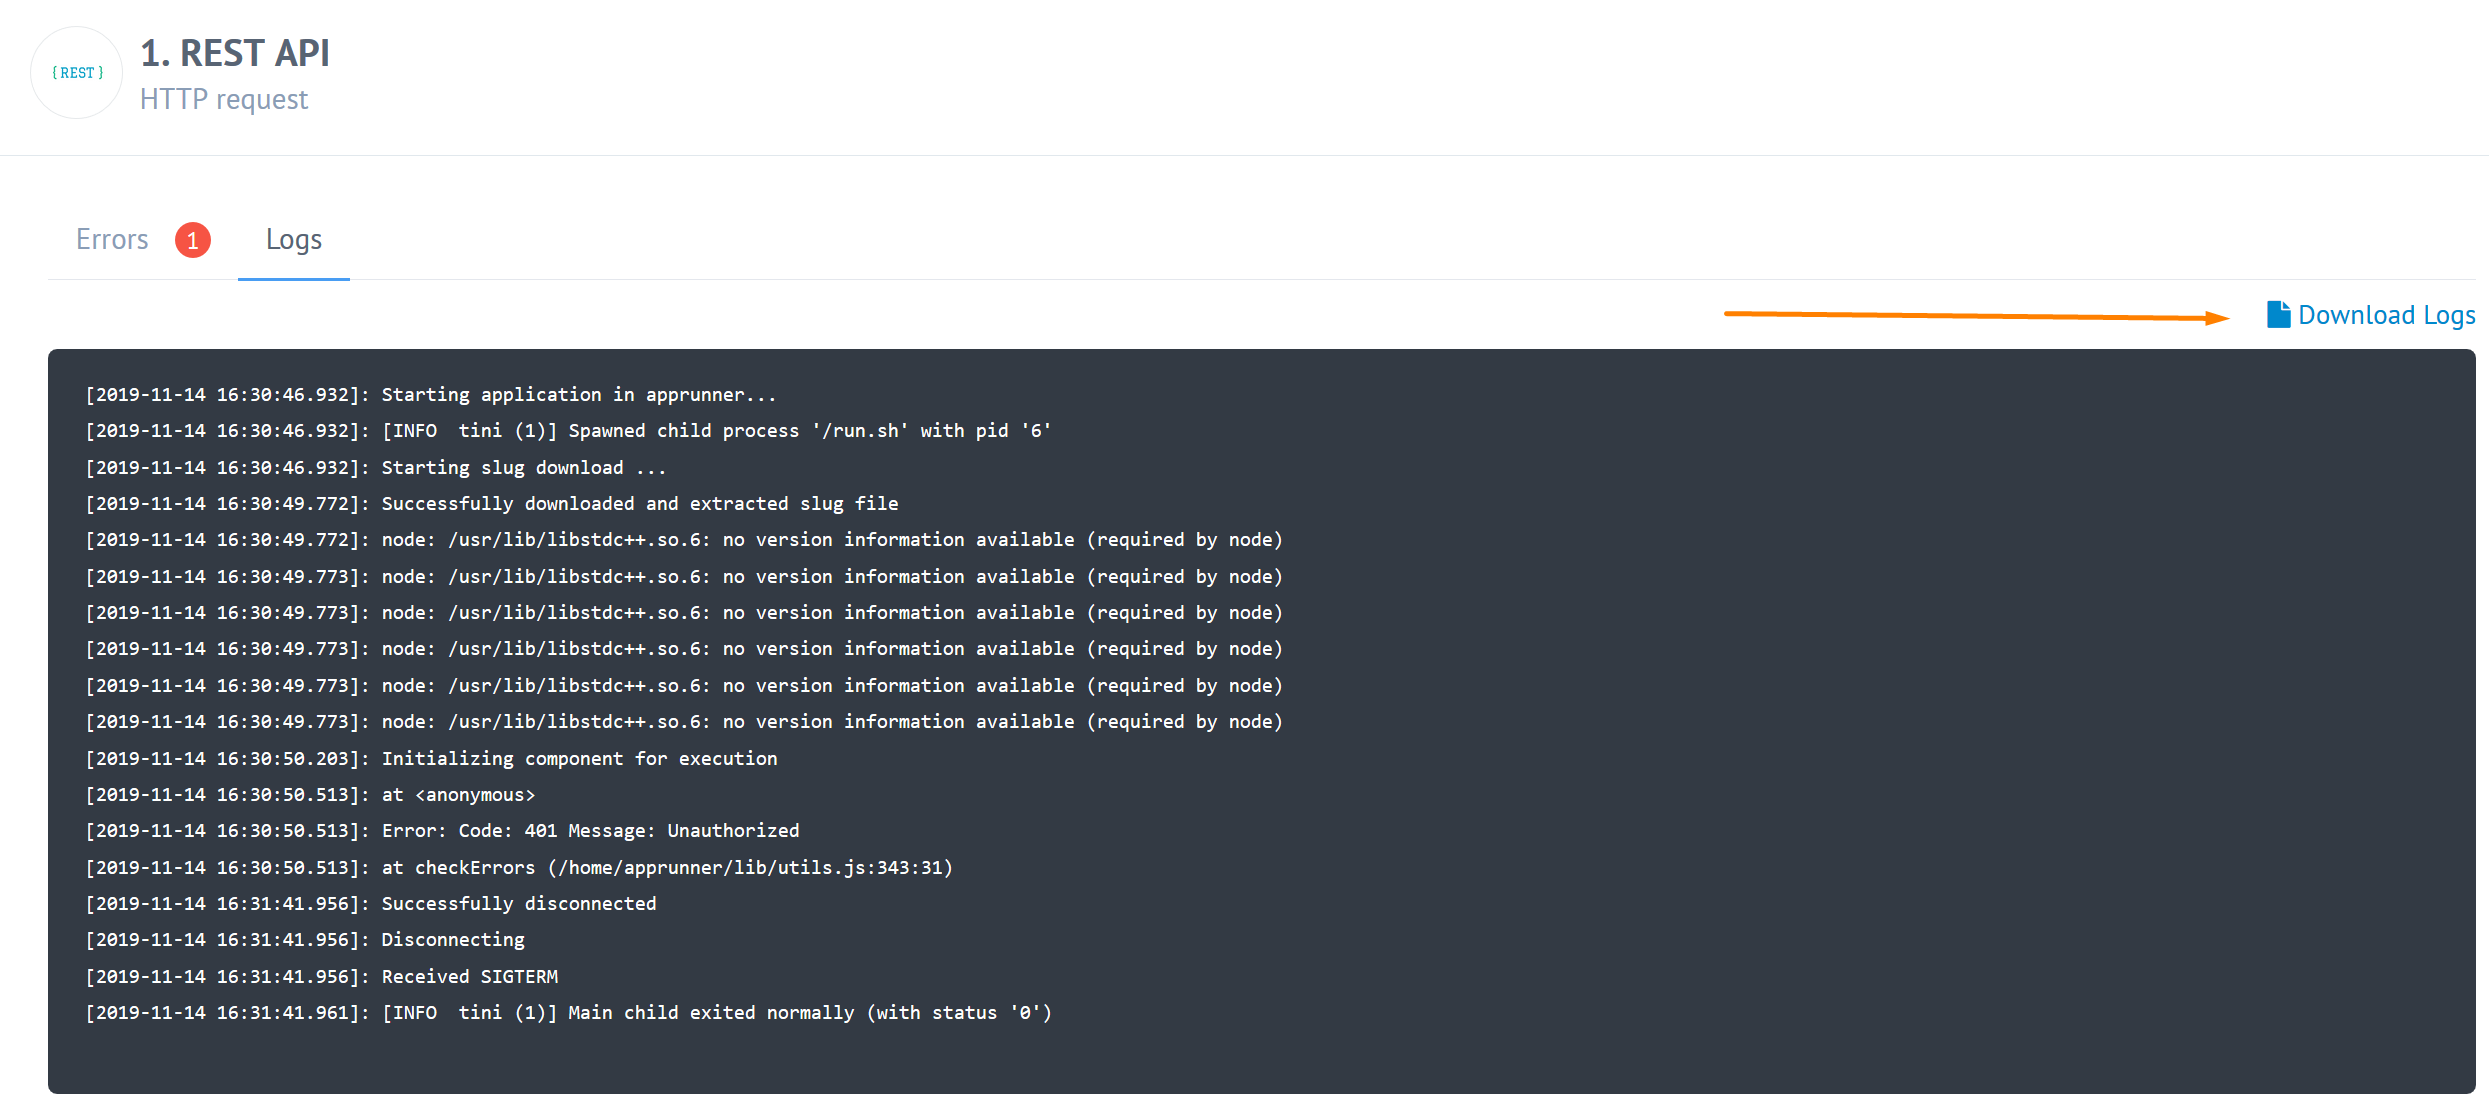 { REST }
1. REST API
HTTP request
Errors 1 Logs
Download Logs
[2019-11-14 16:30:46.932]: Starting application in apprunner...
[2019-11-14 16:30:46.932]: [INFO  tini (1)] Spawned child process '/run.sh' with pid '6'
[2019-11-14 16:30:46.932]: Starting slug download ...
[2019-11-14 16:30:49.772]: Successfully downloaded and extracted slug file
[2019-11-14 16:30:49.772]: node: /usr/lib/libstdc++.so.6: no version information available (required by node)
[2019-11-14 16:30:49.773]: node: /usr/lib/libstdc++.so.6: no version information available (required by node)
[2019-11-14 16:30:49.773]: node: /usr/lib/libstdc++.so.6: no version information available (required by node)
[2019-11-14 16:30:49.773]: node: /usr/lib/libstdc++.so.6: no version information available (required by node)
[2019-11-14 16:30:49.773]: node: /usr/lib/libstdc++.so.6: no version information available (required by node)
[2019-11-14 16:30:49.773]: node: /usr/lib/libstdc++.so.6: no version information available (required by node)
[2019-11-14 16:30:50.203]: Initializing component for execution
[2019-11-14 16:30:50.513]: at <anonymous>
[2019-11-14 16:30:50.513]: Error: Code: 401 Message: Unauthorized
[2019-11-14 16:30:50.513]: at checkErrors (/home/apprunner/lib/utils.js:343:31)
[2019-11-14 16:31:41.956]: Successfully disconnected
[2019-11-14 16:31:41.956]: Disconnecting
[2019-11-14 16:31:41.956]: Received SIGTERM
[2019-11-14 16:31:41.961]: [INFO  tini (1)] Main child exited normally (with status '0')